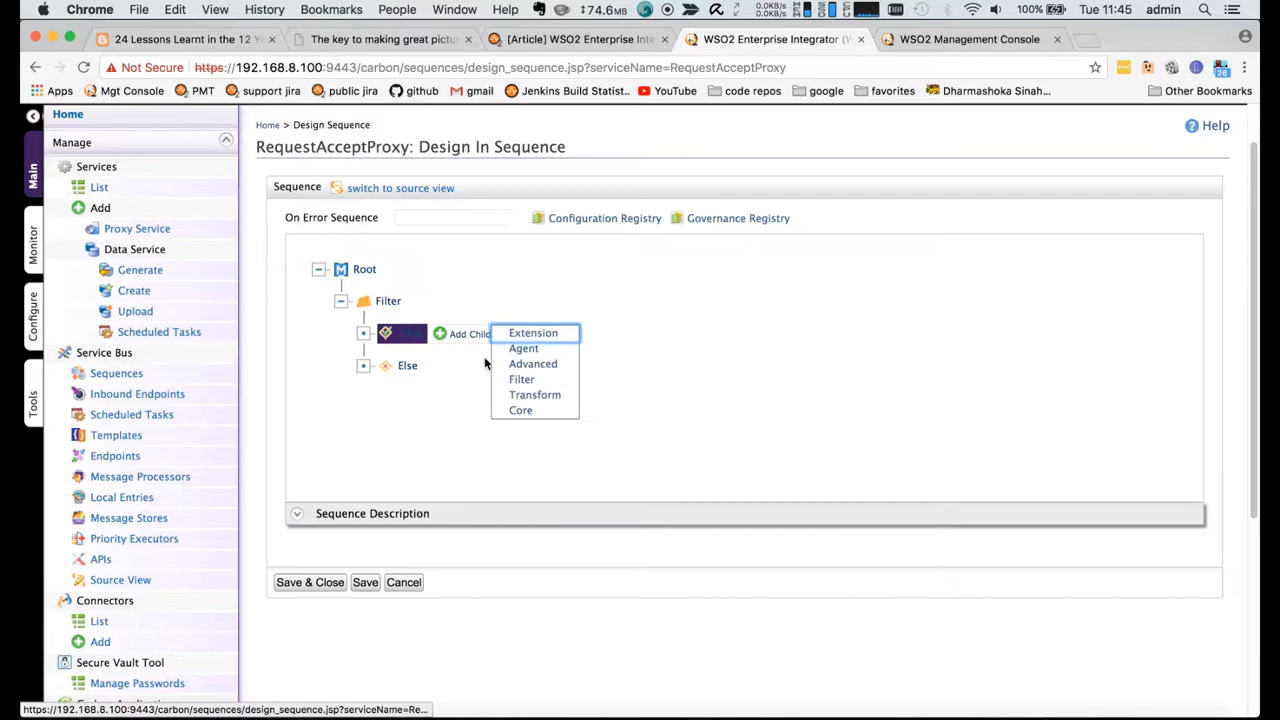 Chrome File Edit View History Bookmarks People Window Help 74.6MB 0.0KB/s 0.0KB/s 100% Tue 11:45 admin
24 Lessons Learnt in the 12 Ye × The key to making great pictur × [Article] WSO2 Enterprise Inte × WSO2 Enterprise Integrator (W × WSO2 Management Console ×
Not Secure https://192.168.8.100:9443/carbon/sequences/design_sequence.jsp?serviceName=RequestAcceptProxy
Apps Mgt Console PMT support jira public jira github gmail Jenkins Build Statist.. YouTube code repos google favorites Dharmashoka Sinah... Other Bookmarks
Home
Manage
Main
Monitor
Configure
Tools
Services
List
Add
Proxy Service
Data Service
Generate
Create
Upload
Scheduled Tasks
Service Bus
Sequences
Inbound Endpoints
Scheduled Tasks
Templates
Endpoints
Message Processors
Local Entries
Message Stores
Priority Executors
APIs
Source View
Connectors
List
Add
Secure Vault Tool
Manage Passwords
Home > Design Sequence Help
RequestAcceptProxy: Design In Sequence
Sequence switch to source view
On Error Sequence Configuration Registry Governance Registry
Root
Filter
Add Child
Else
Extension
Agent
Advanced
Filter
Transform
Core
Sequence Description
Save & Close Save Cancel
https://192.168.8.100:9443/carbon/sequences/design_sequence.jsp?serviceName=Re...